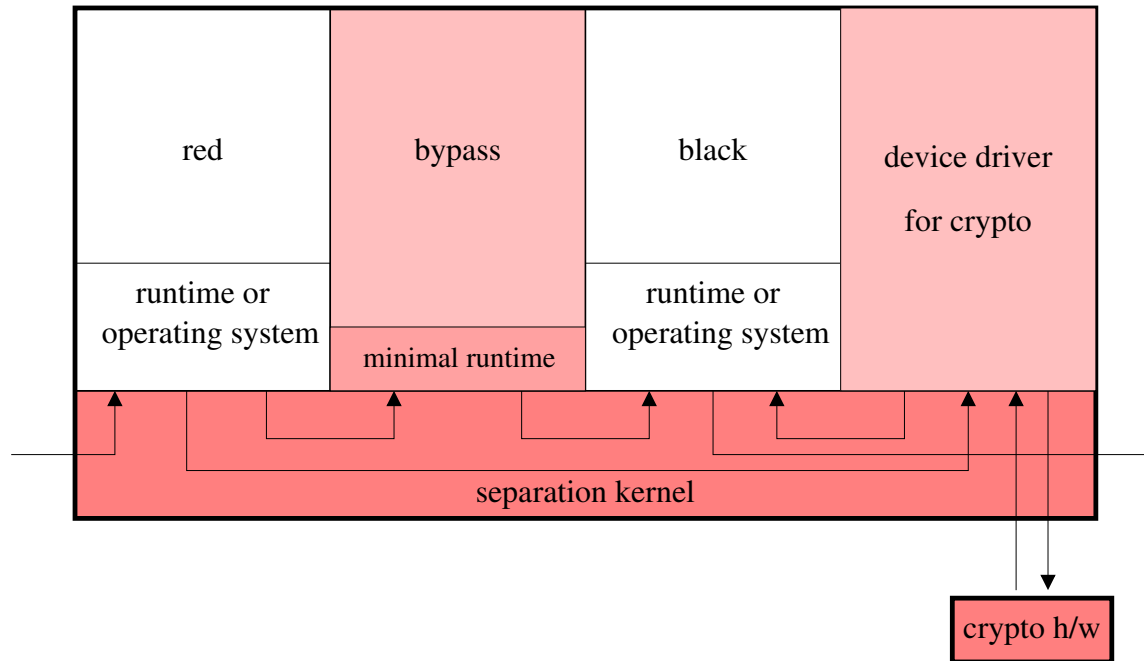 red
bypass
black
device driver
for crypto
runtime or
operating system
minimal runtime
runtime or
operating system
separation kernel
crypto h/w